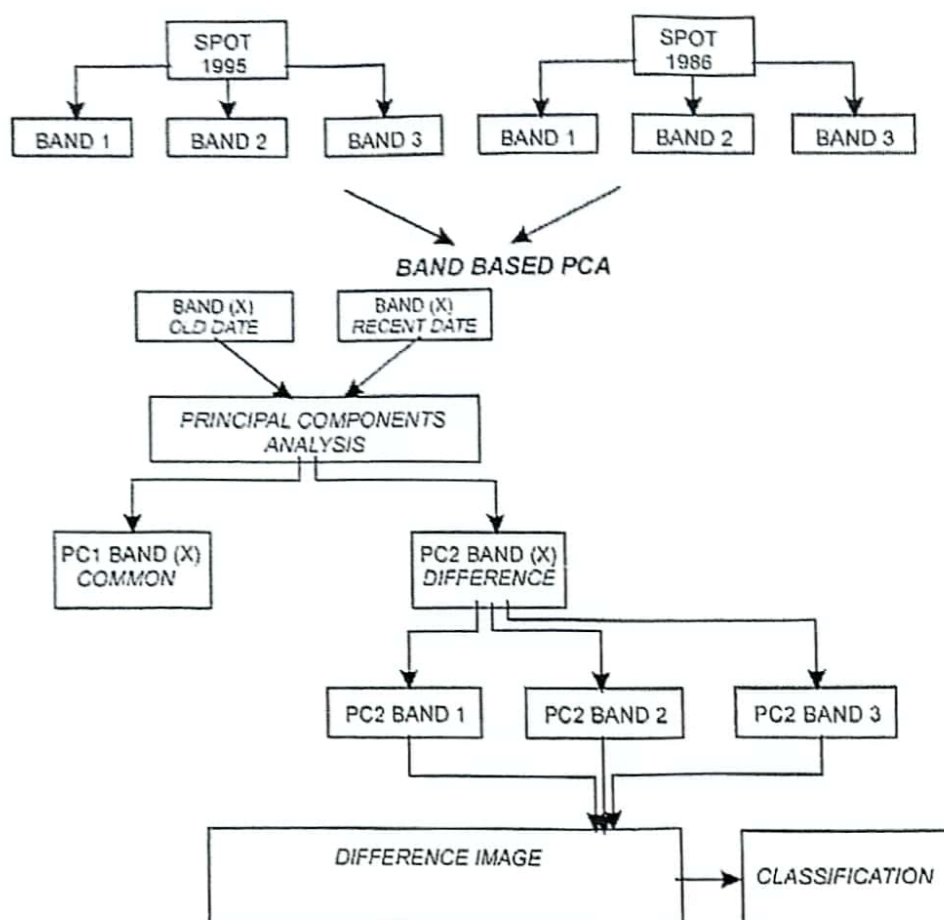 SPOT
1995
SPOT
1986
BAND 1
BAND 2
BAND 3
BAND 1
BAND 2
BAND 3
BAND BASED PCA
BAND (X)
OLD DATE
BAND (X)
RECENT DATE
PRINCIPAL COMPONENTS
ANALYSIS
PC1 BAND (X)
COMMON
PC2 BAND (X)
DIFFERENCE
PC2 BAND 1
PC2 BAND 2
PC2 BAND 3
DIFFERENCE IMAGE
CLASSIFICATION